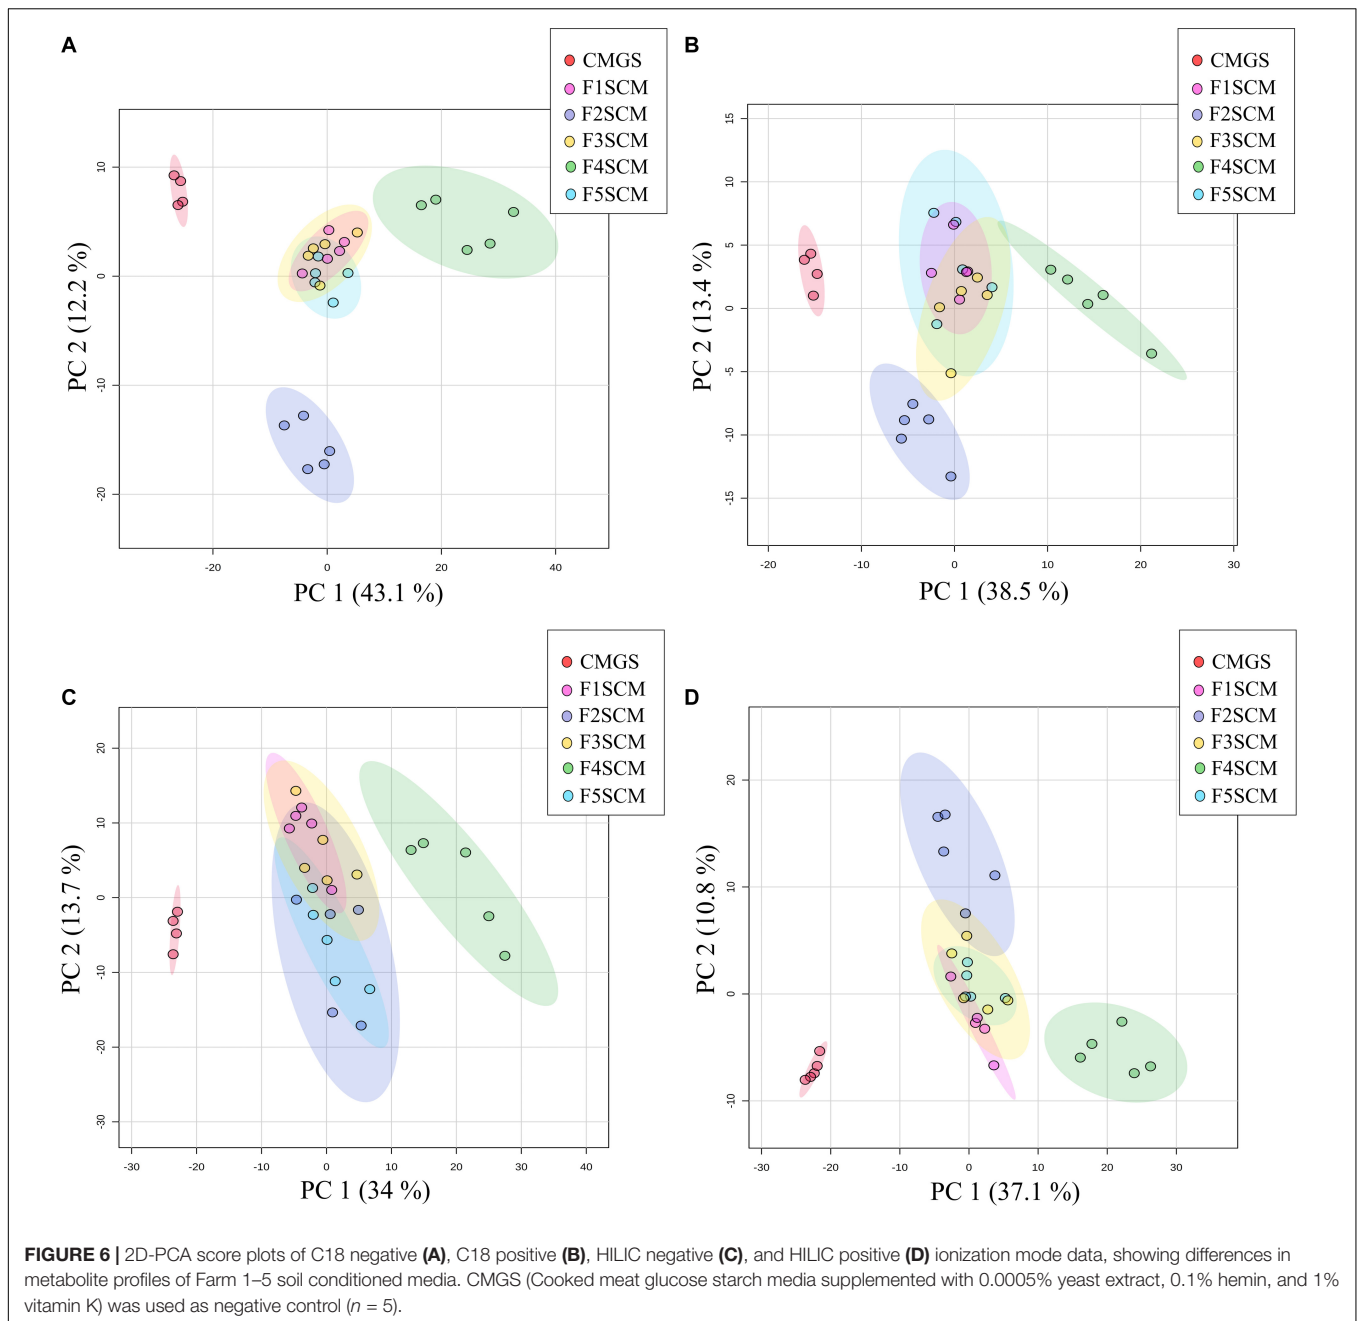 A
CMGS
F1SCM
F2SCM
F3SCM
F4SCM
F5SCM
10
0
-10
-20
PC 2 (12.2 %)
-20
0
20
40
PC 1 (43.1 %)
B
CMGS
F1SCM
F2SCM
F3SCM
F4SCM
F5SCM
15
10
5
0
-5
-10
-15
PC 2 (13.4 %)
-20
-10
0
10
20
30
PC 1 (38.5 %)
C
CMGS
F1SCM
F2SCM
F3SCM
F4SCM
F5SCM
20
10
0
-10
-20
-30
PC 2 (13.7 %)
-30
-20
-10
0
10
20
30
40
PC 1 (34 %)
D
CMGS
F1SCM
F2SCM
F3SCM
F4SCM
F5SCM
20
10
0
-10
PC 2 (10.8 %)
-30
-20
-10
0
10
20
30
PC 1 (37.1 %)
FIGURE 6 | 2D-PCA score plots of C18 negative (A), C18 positive (B), HILIC negative (C), and HILIC positive (D) ionization mode data, showing differences in
metabolite profiles of Farm 1–5 soil conditioned media. CMGS (Cooked meat glucose starch media supplemented with 0.0005% yeast extract, 0.1% hemin, and 1%
vitamin K) was used as negative control (n = 5).